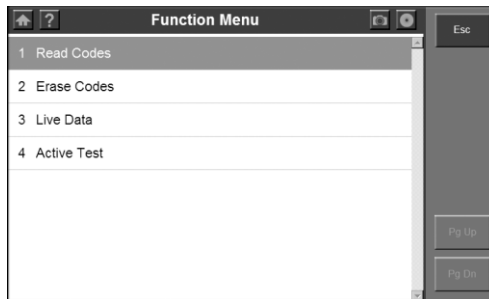 ? Function Menu
Esc
1 Read Codes
2 Erase Codes
3 Live Data
4 Active Test
Pg Up
Pg Dn